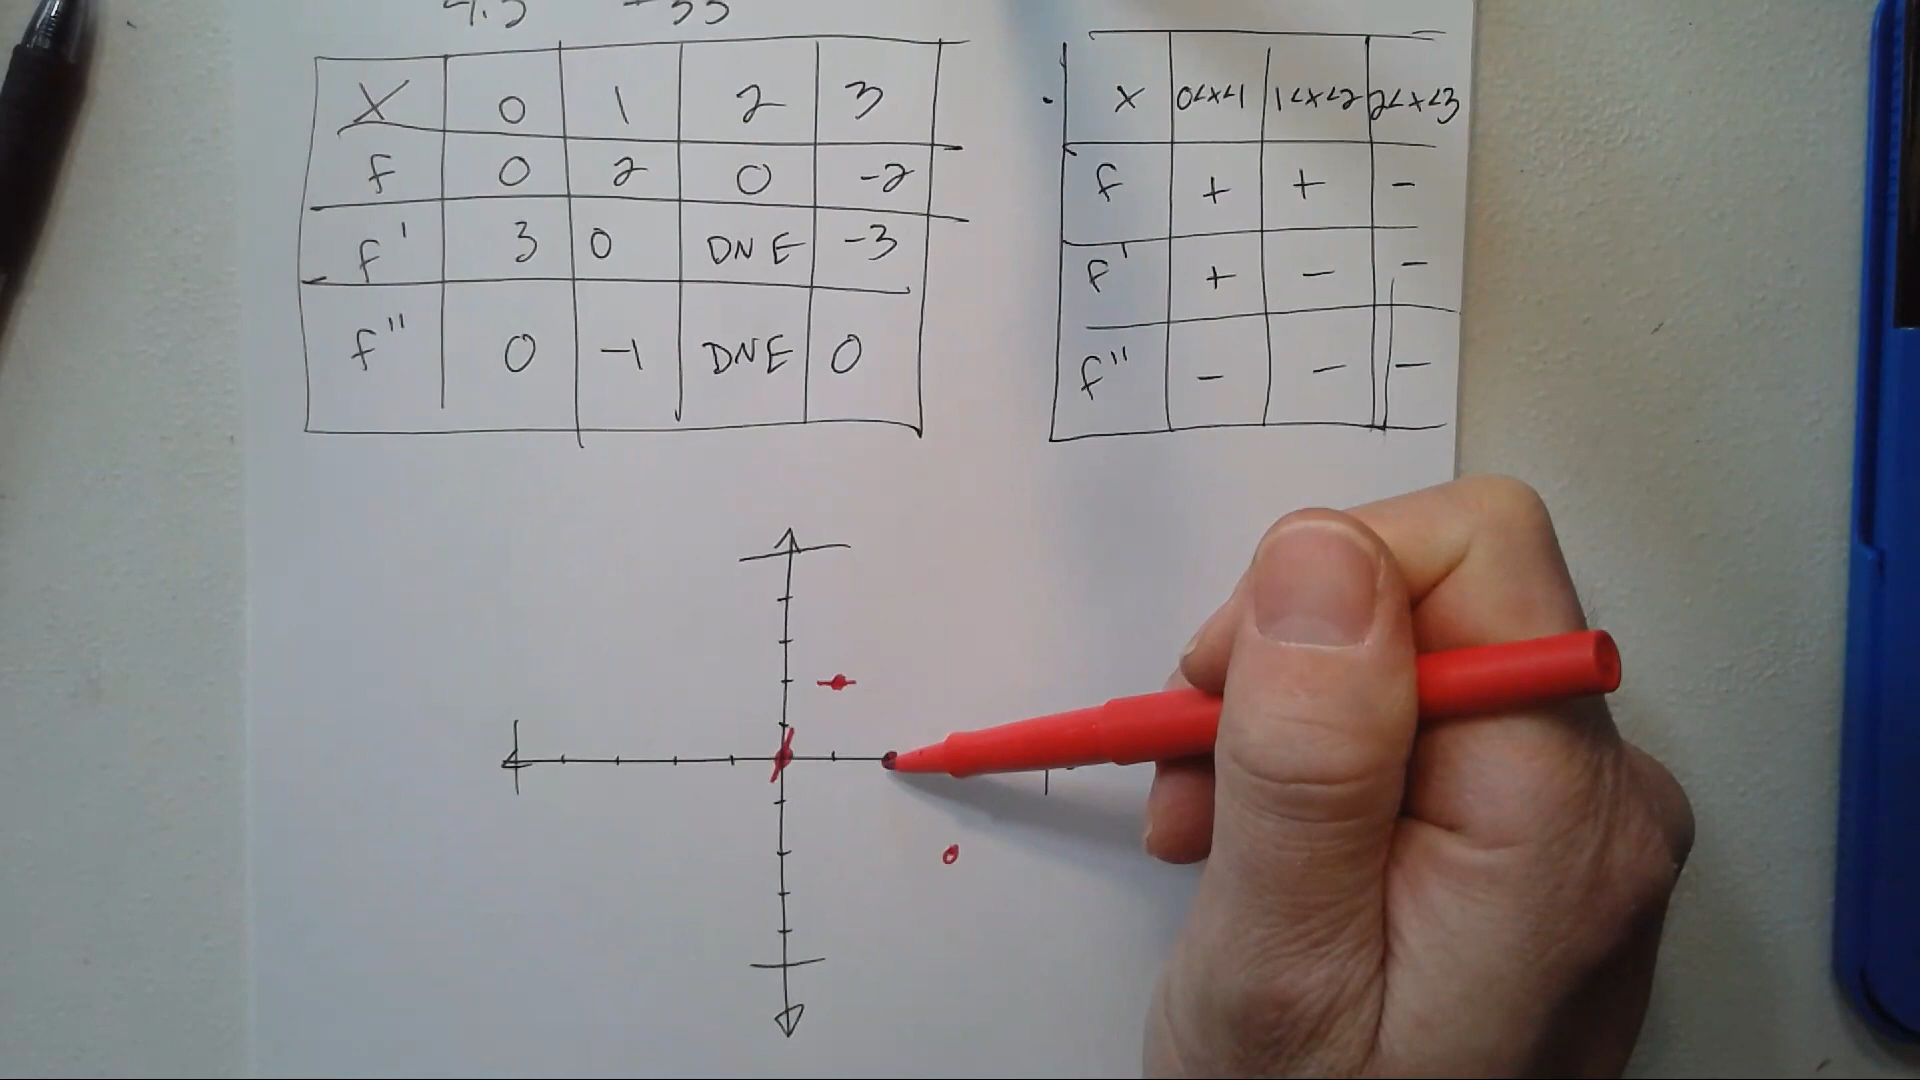 X 0 1 2 3
f 0 2 0 -2
f' 3 0 DNE -3
f" 0 -1 DNE 0
x 0<x<1 1<x<2 2<x<3
f + + -
f' + - -
f" - - -